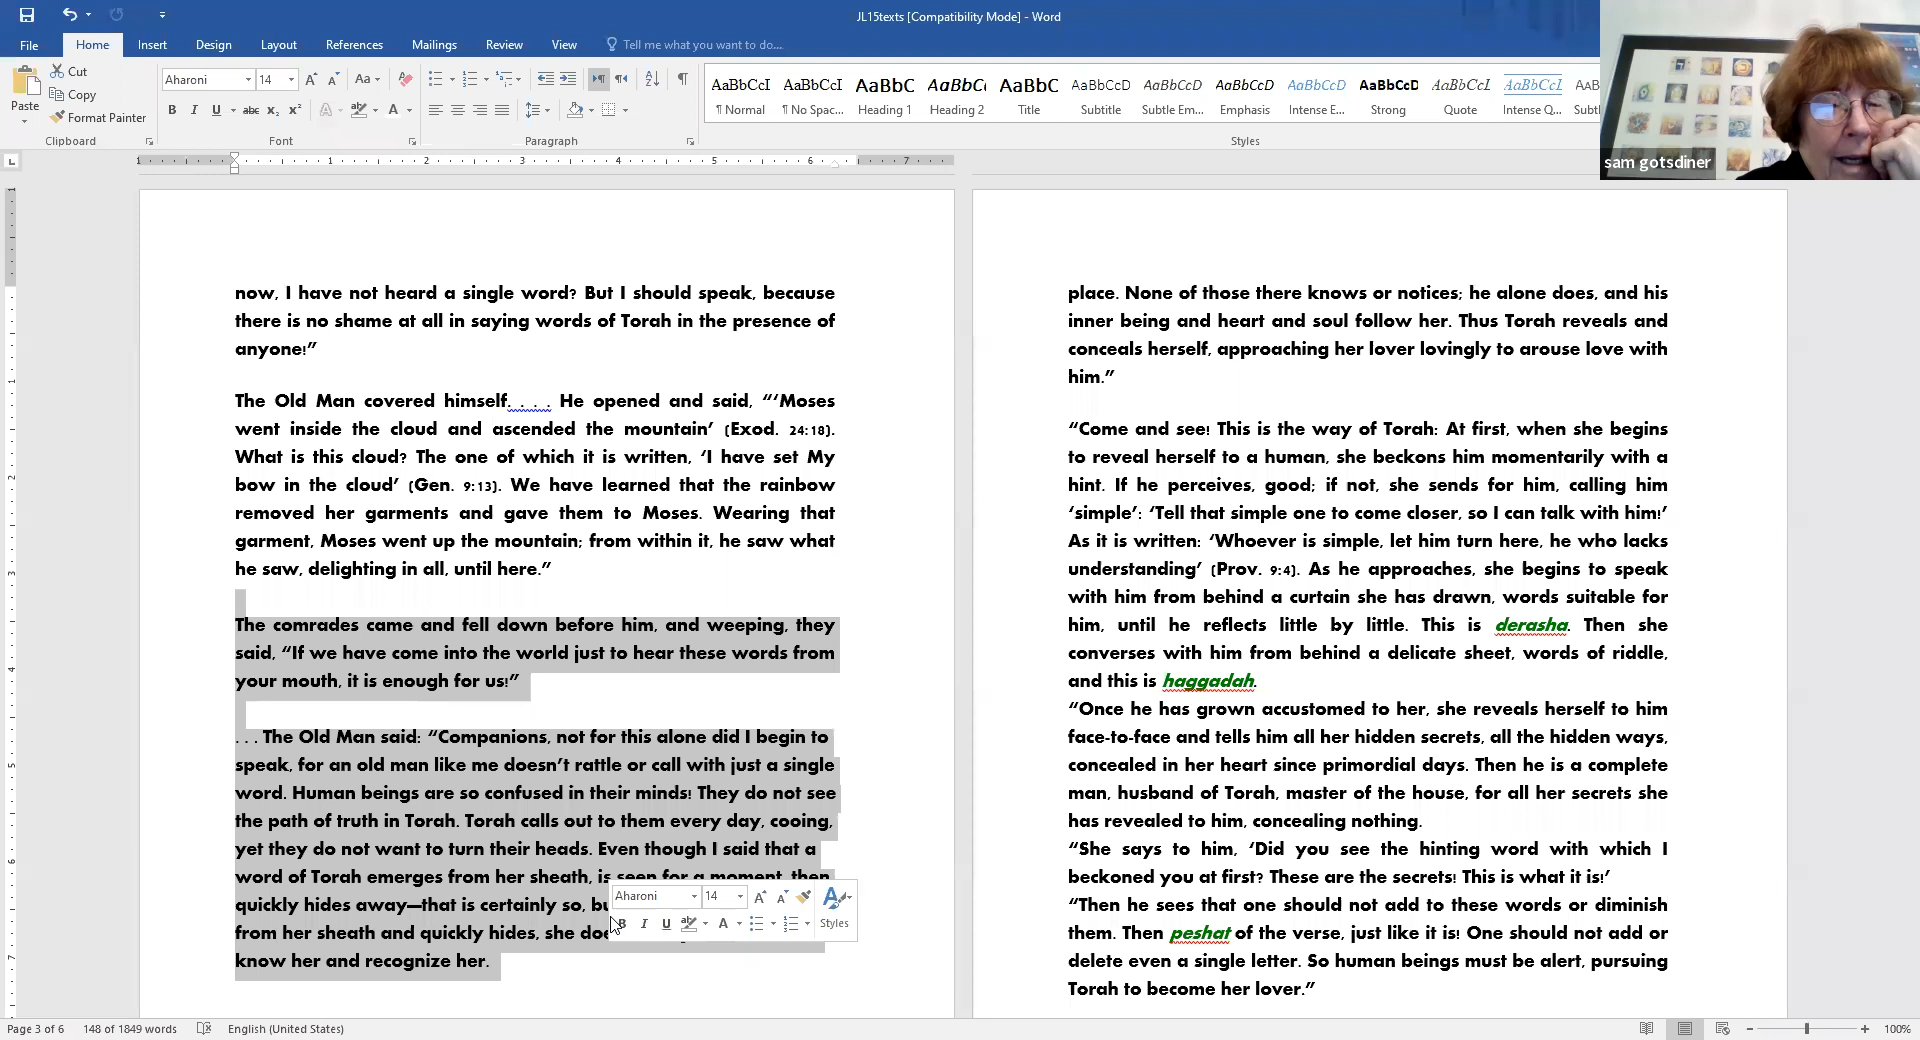 JL15texts [Compatibility Mode] - Word
File Home Insert Design Layout References Mailings Review View Tell me what you want to do...
Paste
Cut
Copy
Format Painter
Aharoni 14
AaBbCcI AaBbCcI AaBbC AaBbCc AaBbC AaBbCcD AaBbCcD AaBbCcD AaBbCcD AaBbCcD AaBbCcI AaBbCcI
¶ Normal ¶ No Spac... Heading 1 Heading 2 Title Subtitle Subtle Em... Emphasis Intense E... Strong Quote Intense Q...
Clipboard Font Paragraph Styles
sam gotsdiner
1 1 2 3 4 5 6 7
now, I have not heard a single word? But I should speak, because
there is no shame at all in saying words of Torah in the presence of
anyone!”
The Old Man covered himself. . . . He opened and said, “‘Moses
went inside the cloud and ascended the mountain’ (Exod. 24:18).
What is this cloud? The one of which it is written, ‘I have set My
bow in the cloud’ (Gen. 9:13). We have learned that the rainbow
removed her garments and gave them to Moses. Wearing that
garment, Moses went up the mountain; from within it, he saw what
he saw, delighting in all, until here.”
The comrades came and fell down before him, and weeping, they
said, “If we have come into the world just to hear these words from
your mouth, it is enough for us!”
. . . The Old Man said: “Companions, not for this alone did I begin to
speak, for an old man like me doesn’t rattle or call with just a single
word. Human beings are so confused in their minds! They do not see
the path of truth in Torah. Torah calls out to them every day, cooing,
yet they do not want to turn their heads. Even though I said that a
word of Torah emerges from her sheath, is seen for a moment, then
quickly hides away—that is certainly so,
from her sheath and quickly hides, she
know her and recognize her.
Aharoni 14
Styles
place. None of those there knows or notices; he alone does, and his
inner being and heart and soul follow her. Thus Torah reveals and
conceals herself, approaching her lover lovingly to arouse love with
him.”
“Come and see! This is the way of Torah: At first, when she begins
to reveal herself to a human, she beckons him momentarily with a
hint. If he perceives, good; if not, she sends for him, calling him
‘simple’: ‘Tell that simple one to come closer, so I can talk with him!’
As it is written: ‘Whoever is simple, let him turn here, he who lacks
understanding’ (Prov. 9:4). As he approaches, she begins to speak
with him from behind a curtain she has drawn, words suitable for
him, until he reflects little by little. This is derasha. Then she
converses with him from behind a delicate sheet, words of riddle,
and this is haggadah.
“Once he has grown accustomed to her, she reveals herself to him
face-to-face and tells him all her hidden secrets, all the hidden ways,
concealed in her heart since primordial days. Then he is a complete
man, husband of Torah, master of the house, for all her secrets she
has revealed to him, concealing nothing.
“She says to him, ‘Did you see the hinting word with which I
beckoned you at first? These are the secrets! This is what it is!’
“Then he sees that one should not add to these words or diminish
them. Then peshat of the verse, just like it is! One should not add or
delete even a single letter. So human beings must be alert, pursuing
Torah to become her lover.”
Page 3 of 6 148 of 1849 words English (United States) 100%